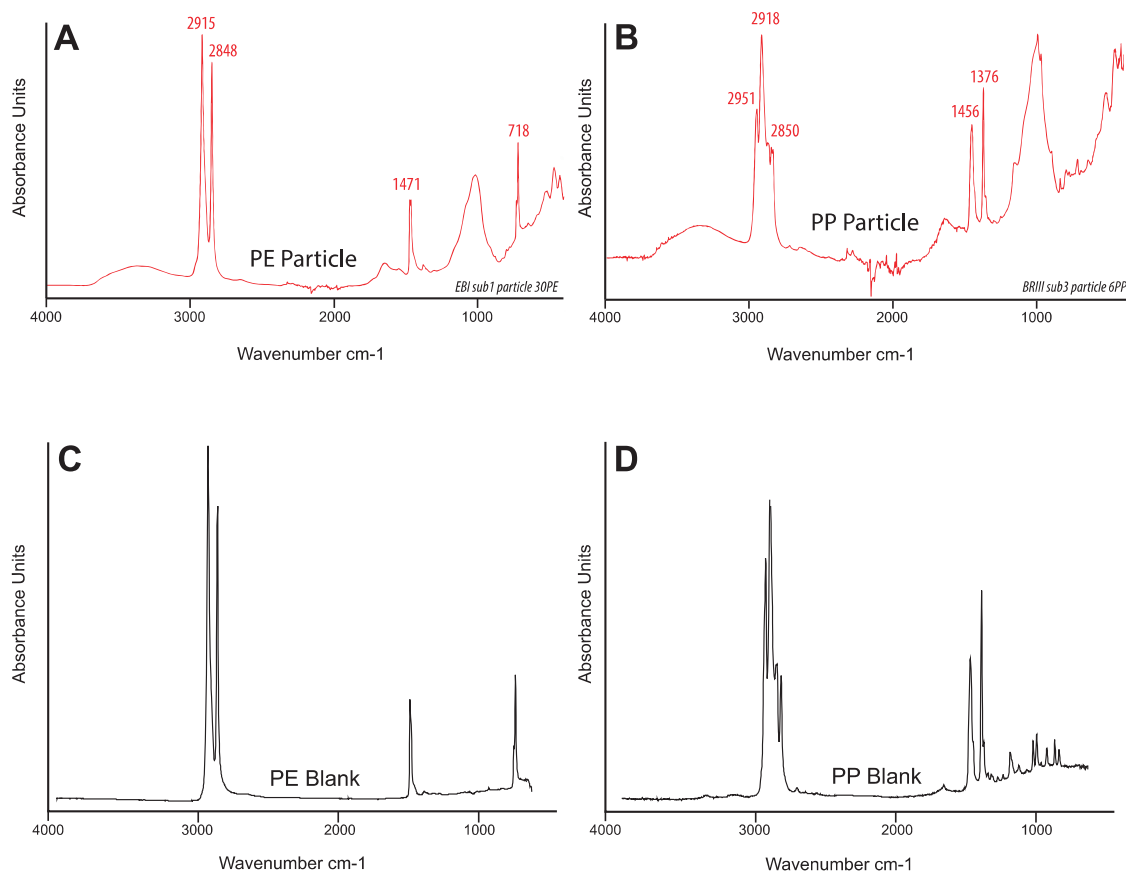 A
2915
2848
718
1471
PE Particle
EBI sub1 particle 30PE
Absorbance Units
4000
3000
2000
1000
Wavenumber cm-1
B
2918
2951
2850
1456
1376
PP Particle
BRIII sub3 particle 6PP
Absorbance Units
4000
3000
2000
1000
Wavenumber cm-1
C
PE Blank
Absorbance Units
4000
3000
2000
1000
Wavenumber cm-1
D
PP Blank
Absorbance Units
4000
3000
2000
1000
Wavenumber cm-1